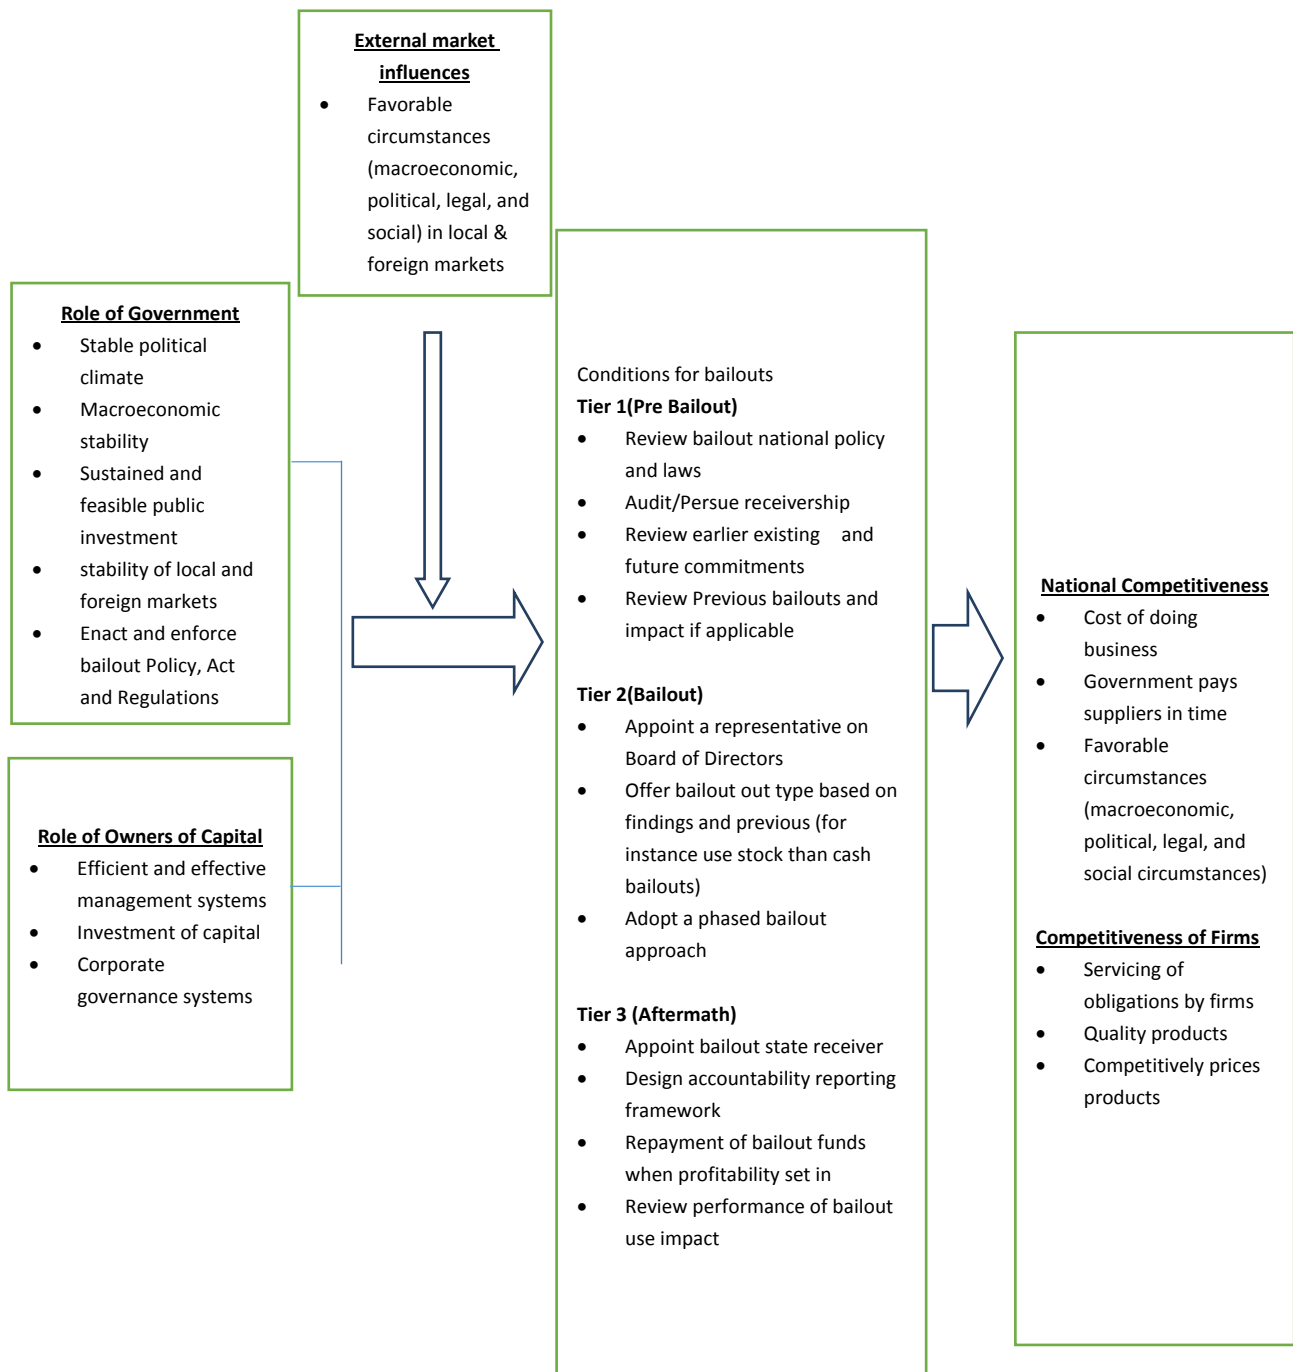 External market
influences
• Favorable
circumstances
(macroeconomic,
political, legal, and
social) in local &
foreign markets
Role of Government
• Stable political
climate
• Macroeconomic
stability
• Sustained and
feasible public
investment
• stability of local and
foreign markets
• Enact and enforce
bailout Policy, Act
and Regulations
Role of Owners of Capital
• Efficient and effective
management systems
• Investment of capital
• Corporate
governance systems
Conditions for bailouts
Tier 1(Pre Bailout)
• Review bailout national policy
and laws
• Audit/Persue receivership
• Review earlier existing and
future commitments
• Review Previous bailouts and
impact if applicable
Tier 2(Bailout)
• Appoint a representative on
Board of Directors
• Offer bailout out type based on
findings and previous (for
instance use stock than cash
bailouts)
• Adopt a phased bailout
approach
Tier 3 (Aftermath)
• Appoint bailout state receiver
• Design accountability reporting
framework
• Repayment of bailout funds
when profitability set in
• Review performance of bailout
use impact
National Competitiveness
• Cost of doing
business
• Government pays
suppliers in time
• Favorable
circumstances
(macroeconomic,
political, legal, and
social circumstances)
Competitiveness of Firms
• Servicing of
obligations by firms
• Quality products
• Competitively prices
products